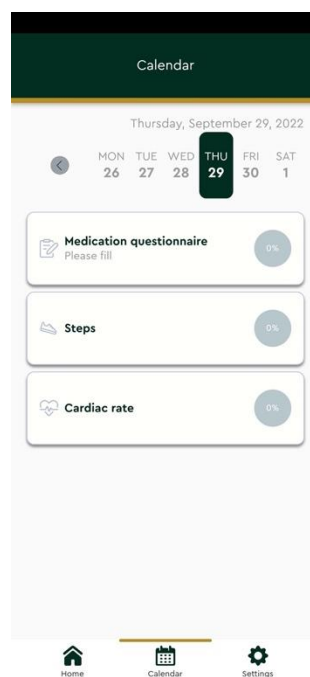 Calendar
Thursday, September 29, 2022
MON TUE WED THU FRI SAT
26 27 28 29 30 1
Medication questionnaire
Please fill
0%
Steps
0%
Cardiac rate
0%
Home Calendar Settings